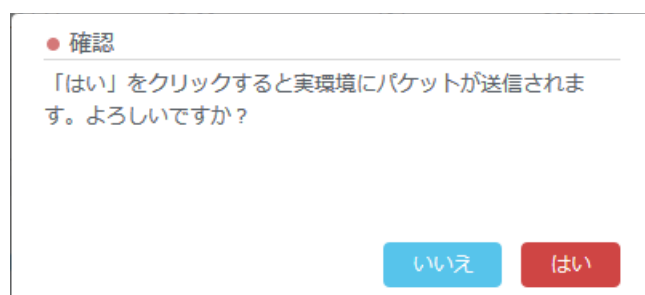 確認
「はい」をクリックすると実環境にパケットが送信されま
す。よろしいですか？
いいえ
はい